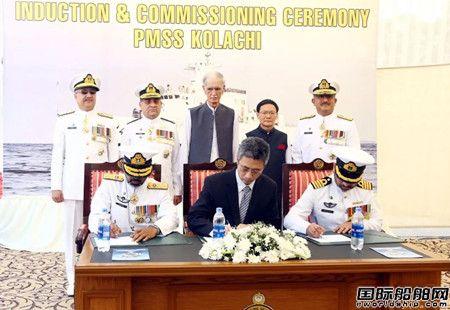 INDUCTION & COMMISSIONING CEREMONY
PMSS KOLACHI
国际船舶网
www.eworldship.com